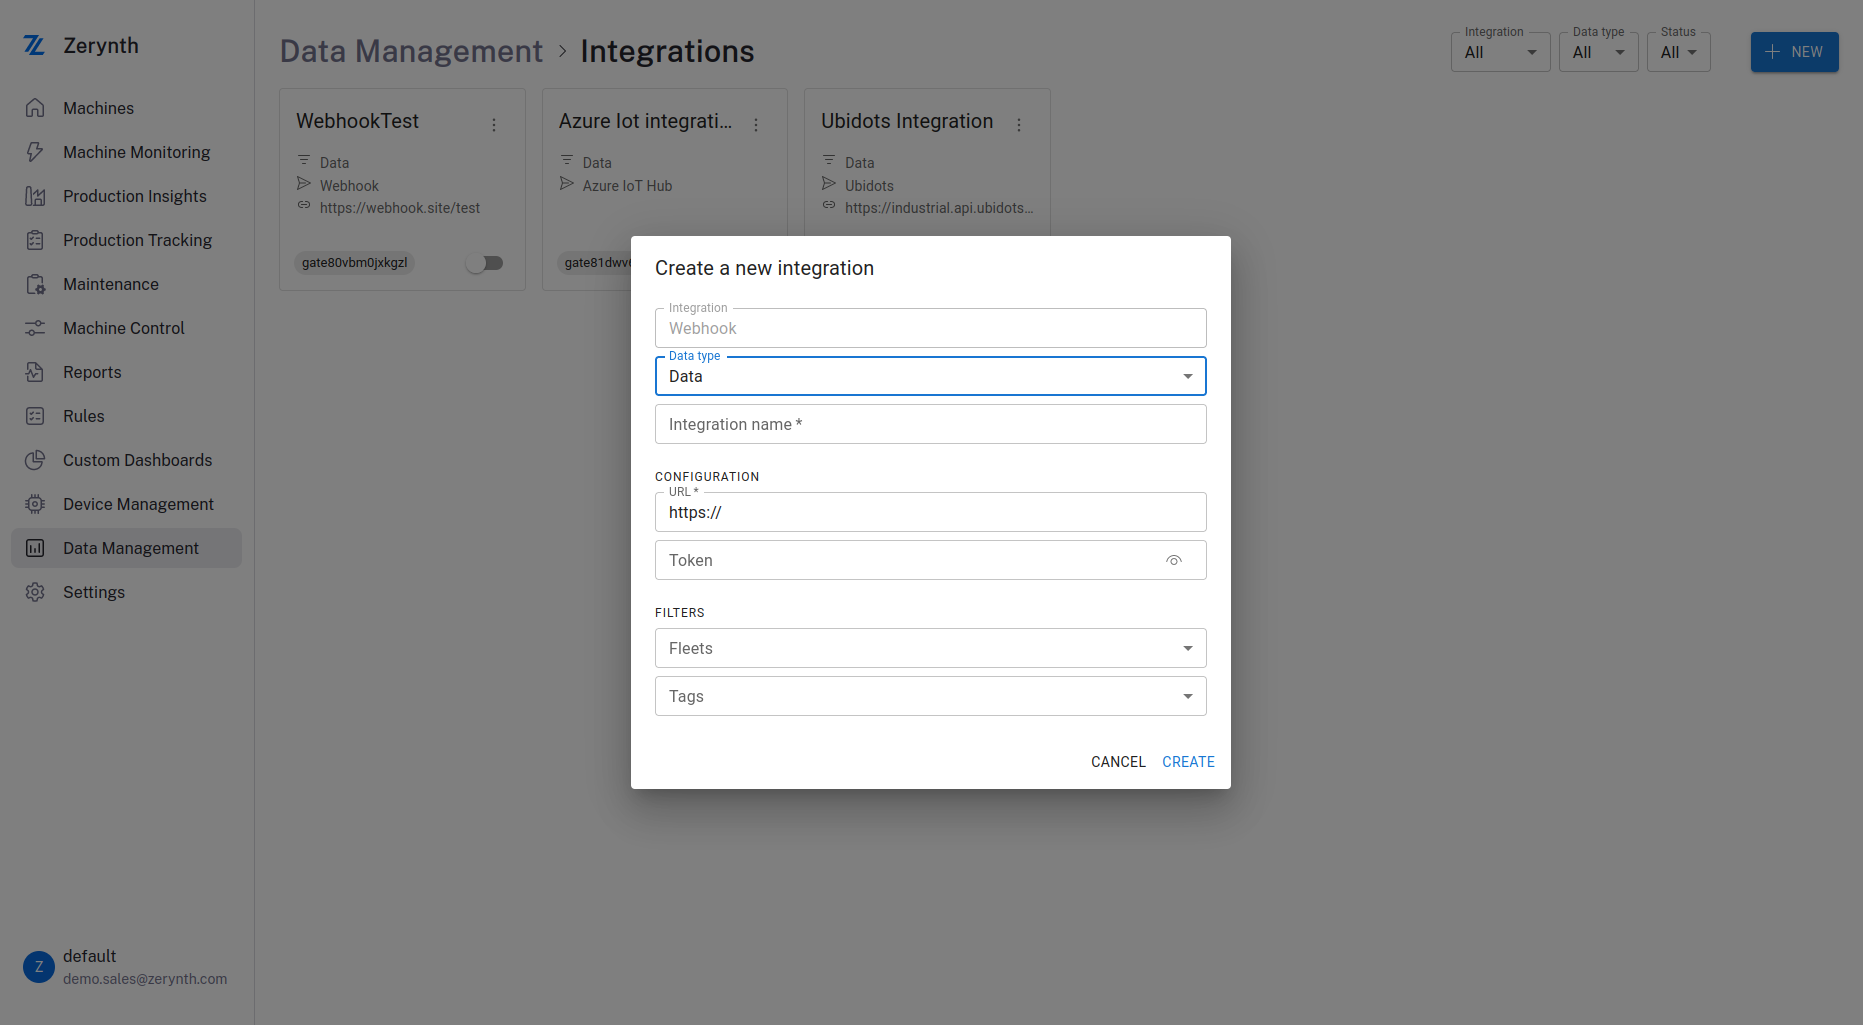 Zerynth
Machines
Machine Monitoring
Production Insights
Production Tracking
Maintenance
Machine Control
Reports
Rules
Custom Dashboards
Device Management
Data Management
Settings
Z
default
demo.sales@zerynth.com
Data Management > Integrations
Integration
All
Data type
All
Status
All
NEW
WebhookTest
Data
Webhook
https://webhook.site/test
gate80vbm0jxkgzl
Azure Iot integrati...
Data
Azure IoT Hub
gate81dwv
Ubidots Integration
Data
Ubidots
https://industrial.api.ubidots...
Create a new integration
Integration
Webhook
Data type
Data
Integration name *
CONFIGURATION
URL *
https://
Token
FILTERS
Fleets
Tags
CANCEL CREATE